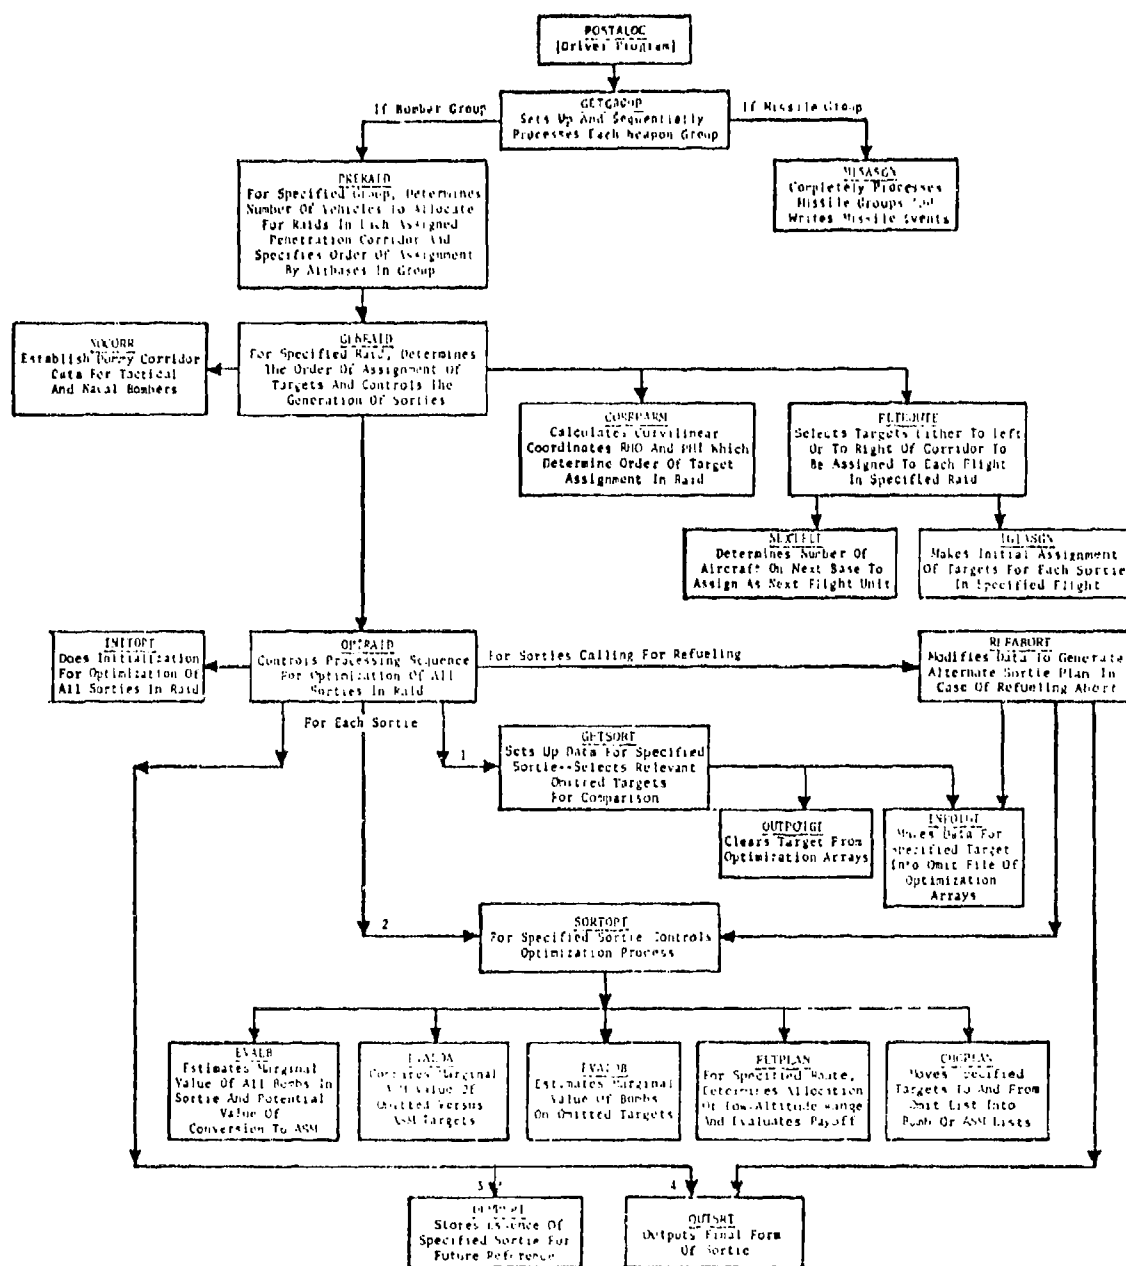 POSTALOC
(Driver Program)
GETGROUP
Sets Up And Sequentially
Processes Each Weapon Group
If Bomber Group
If Missile Group
PRERAID
For Specified Group, Determines
Number Of Vehicles To Allocate
For Raids In Each Assigned
Penetration Corridor And
Specifies Order Of Assignment
By Airbases In Group
MISASGN
Completely Processes
Missile Groups And
Writes Missile Events
NOCORR
Establish Dummy Corridor
Data For Tactical
And Naval Bombers
GENRAID
For Specified Raid, Determines
The Order Of Assignment Of
Targets And Controls The
Generation Of Sorties
CORRPARM
Calculates Curvilinear
Coordinates RHO And PHI Which
Determine Order Of Target
Assignment In Raid
FLTROUTE
Selects Targets Either To Left
Or To Right Of Corridor To
Be Assigned To Each Flight
In Specified Raid
NEXTFLT
Determines Number Of
Aircraft On Next Base To
Assign As Next Flight Unit
TGTASGN
Makes Initial Assignment
Of Targets For Each Sortie
In Specified Flight
INITOPT
Does Initialization
For Optimization Of
All Sorties In Raid
OPTRAID
Controls Processing Sequence
For Optimization Of All
Sorties In Raid
For Sorties Calling For Refueling
REFABORT
Modifies Data To Generate
Alternate Sortie Plan In
Case Of Refueling Abort
For Each Sortie
1
GETSORT
Sets Up Data For Specified
Sortie--Selects Relevant
Omitted Targets
For Comparison
OUTPOTGT
Clears Target From
Optimization Arrays
INPOTGT
Moves Data For
Specified Target
Into Omit File Of
Optimization
Arrays
2
SORTOPT
For Specified Sortie Controls
Optimization Process
EVALB
Estimates Marginal
Value Of All Bombs In
Sortie And Potential
Value Of
Conversion To ASM
EVALOA
Marginal
ASM Value Of
Omitted Versus
ASM Targets
EVALOB
Estimates Marginal
Value Of Bombs
On Omitted Targets
FLTPLAN
For Specified Route,
Determines Allocation
Of Low-Altitude Range
And Evaluates Payoff
CHGPLAN
Moves Specified
Targets To And From
Omit List Into
Bomb Or ASM Lists
3
Stores Essence Of
Specified Sortie For
Future Reference
4
OUTSRT
Outputs Final Form
Of Sortie